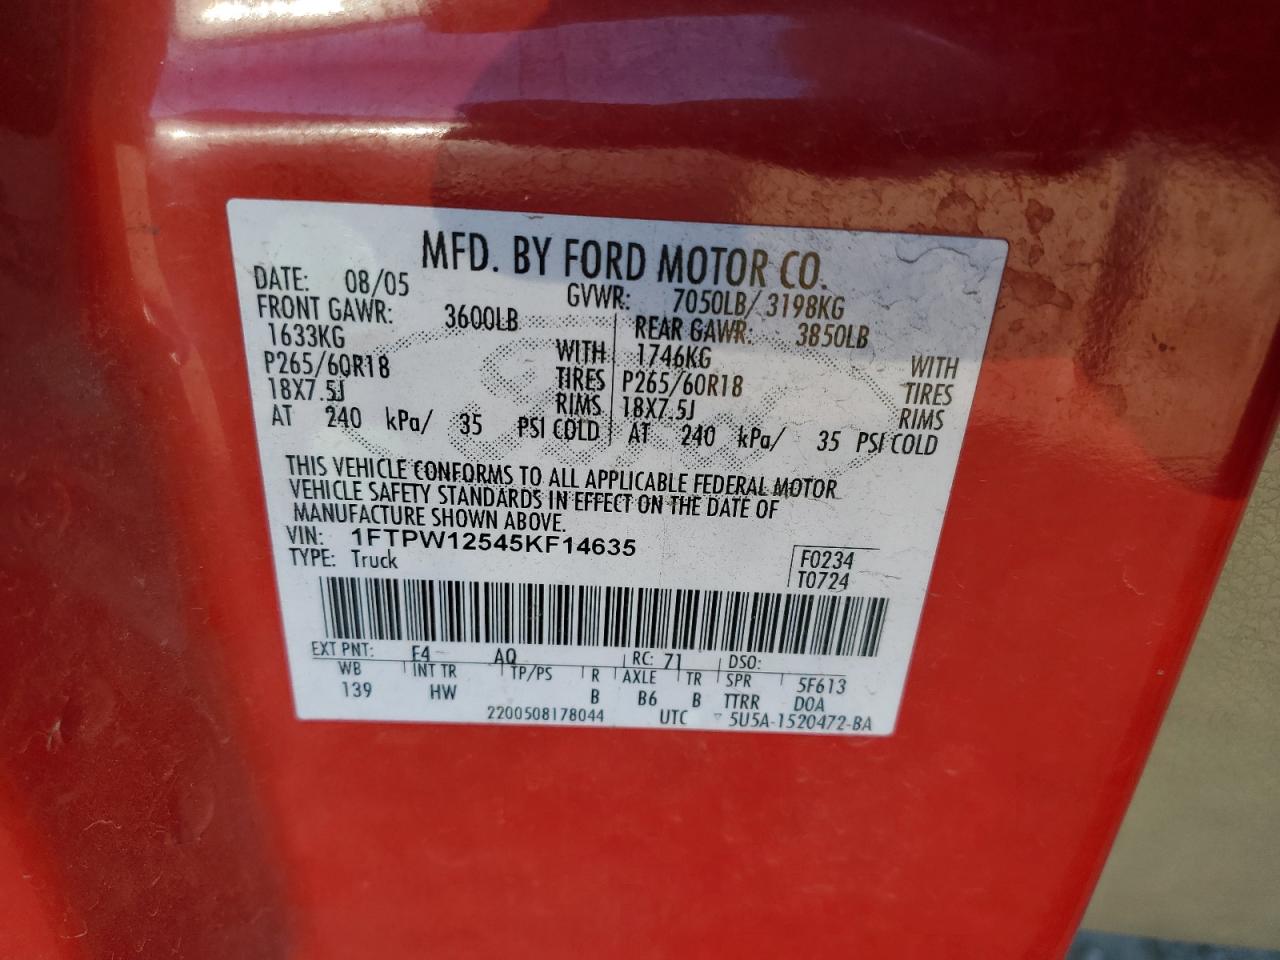 MFD. BY FORD MOTOR CO.
DATE: 08/05 GVWR: 7050LB/ 3198KG
FRONT GAWR: 3600LB REAR GAWR: 3850LB
1633KG WITH 1746KG WITH
P265/60R18 TIRES P265/60R18 TIRES
18X7.5J RIMS 18X7.5J RIMS
AT 240 kPa/ 35 PSI COLD AT 240 kPa/ 35 PSI COLD
THIS VEHICLE CONFORMS TO ALL APPLICABLE FEDERAL MOTOR
VEHICLE SAFETY STANDARDS IN EFFECT ON THE DATE OF
MANUFACTURE SHOWN ABOVE.
VIN: 1FTPW12545KF14635
TYPE: Truck F0234
T0724
EXT PNT: E4 AQ RC: 71 DSO:
WB INT TR TP/PS R AXLE TR SPR 5F613
139 HW B B6 B TTRR DOA
2200508178044 UTC 5U5A-1520472-BA